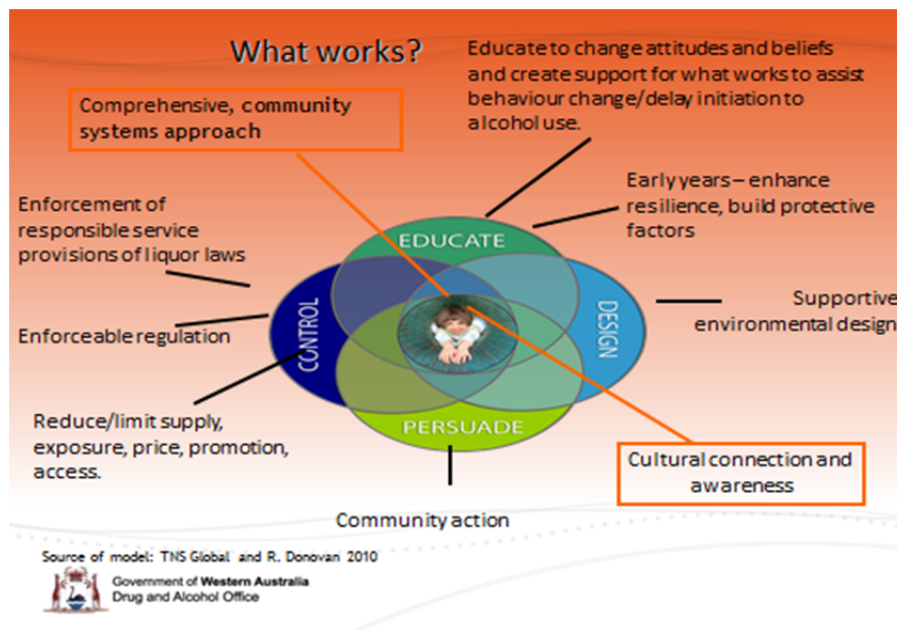 What works?
Educate to change attitudes and beliefs
and create support for what works to assist
behaviour change/delay initiation to
alcohol use.
Comprehensive, community
systems approach
Early years – enhance
resilience, build protective
factors
Enforcement of
responsible service
provisions of liquor laws
EDUCATE
CONTROL
DESIGN
PERSUADE
Supportive
environmental design
Enforceable regulation
Reduce/limit supply,
exposure, price, promotion,
access.
Cultural connection and
awareness
Community action
Source of model: TNS Global and R. Donovan 2010
Government of Western Australia
Drug and Alcohol Office